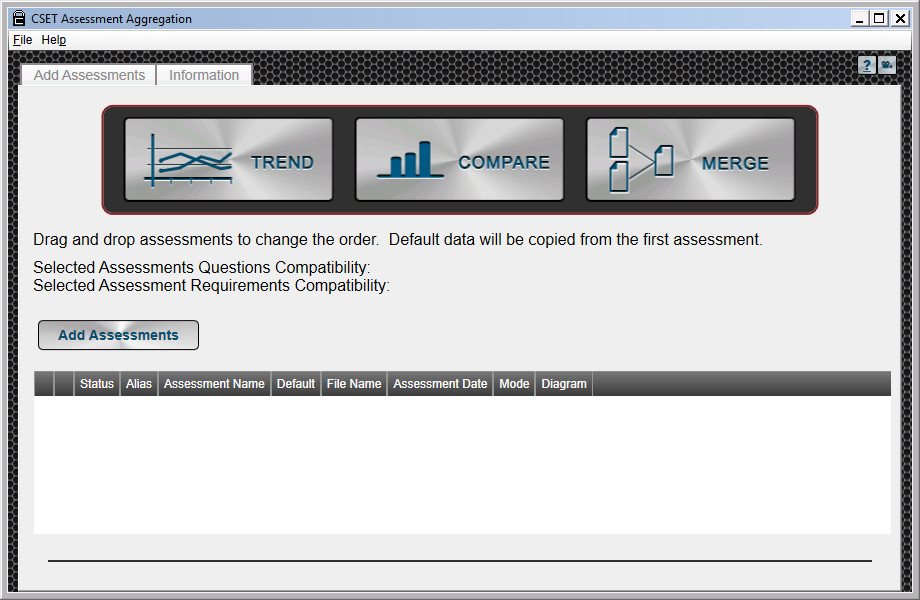 CSET Assessment Aggregation
File Help
Add Assessments Information
?
TREND COMPARE MERGE
Drag and drop assessments to change the order. Default data will be copied from the first assessment.
Selected Assessments Questions Compatibility:
Selected Assessment Requirements Compatibility:
Add Assessments
Status Alias Assessment Name Default File Name Assessment Date Mode Diagram